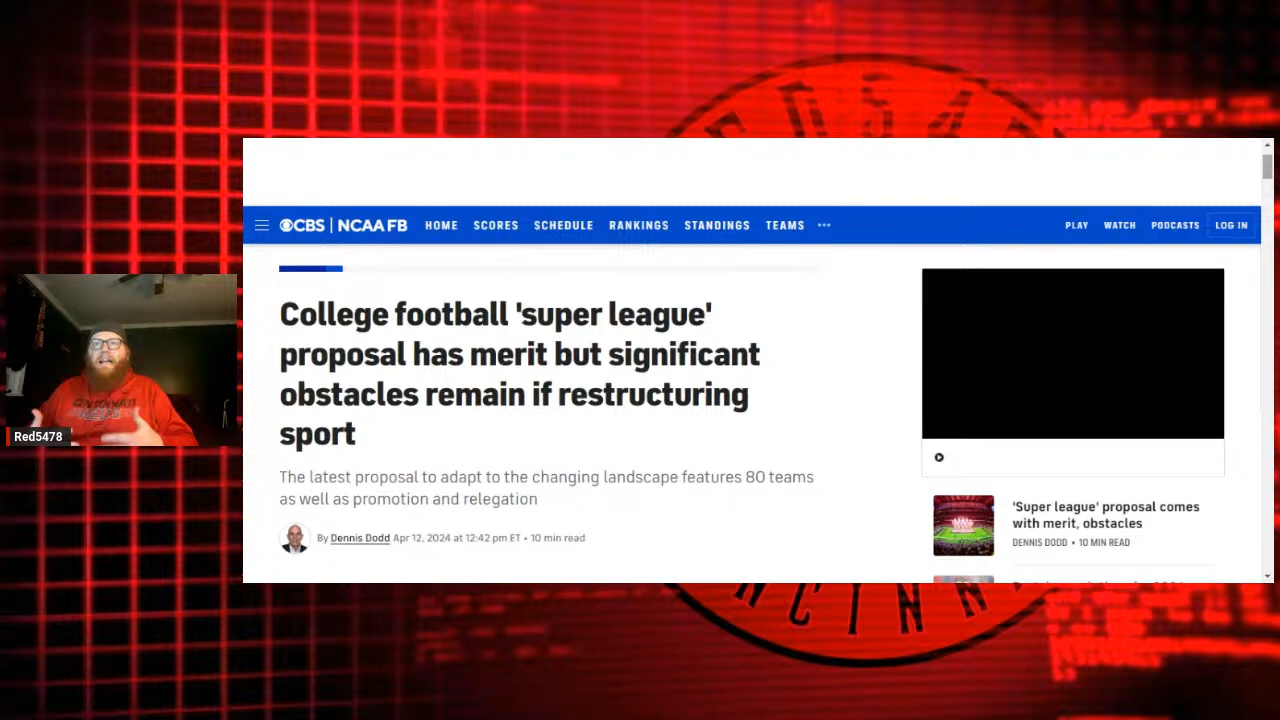 CBS | NCAA FB HOME SCORES SCHEDULE RANKINGS STANDINGS TEAMS ••• PLAY WATCH PODCASTS LOG IN
College football 'super league'
proposal has merit but significant
obstacles remain if restructuring
sport
The latest proposal to adapt to the changing landscape features 80 teams
as well as promotion and relegation
By Dennis Dodd Apr 12, 2024 at 12:42 pm ET • 10 min read
'Super league' proposal comes
with merit, obstacles
DENNIS DODD • 10 MIN READ
CINCINNATI
REDS
Red5478